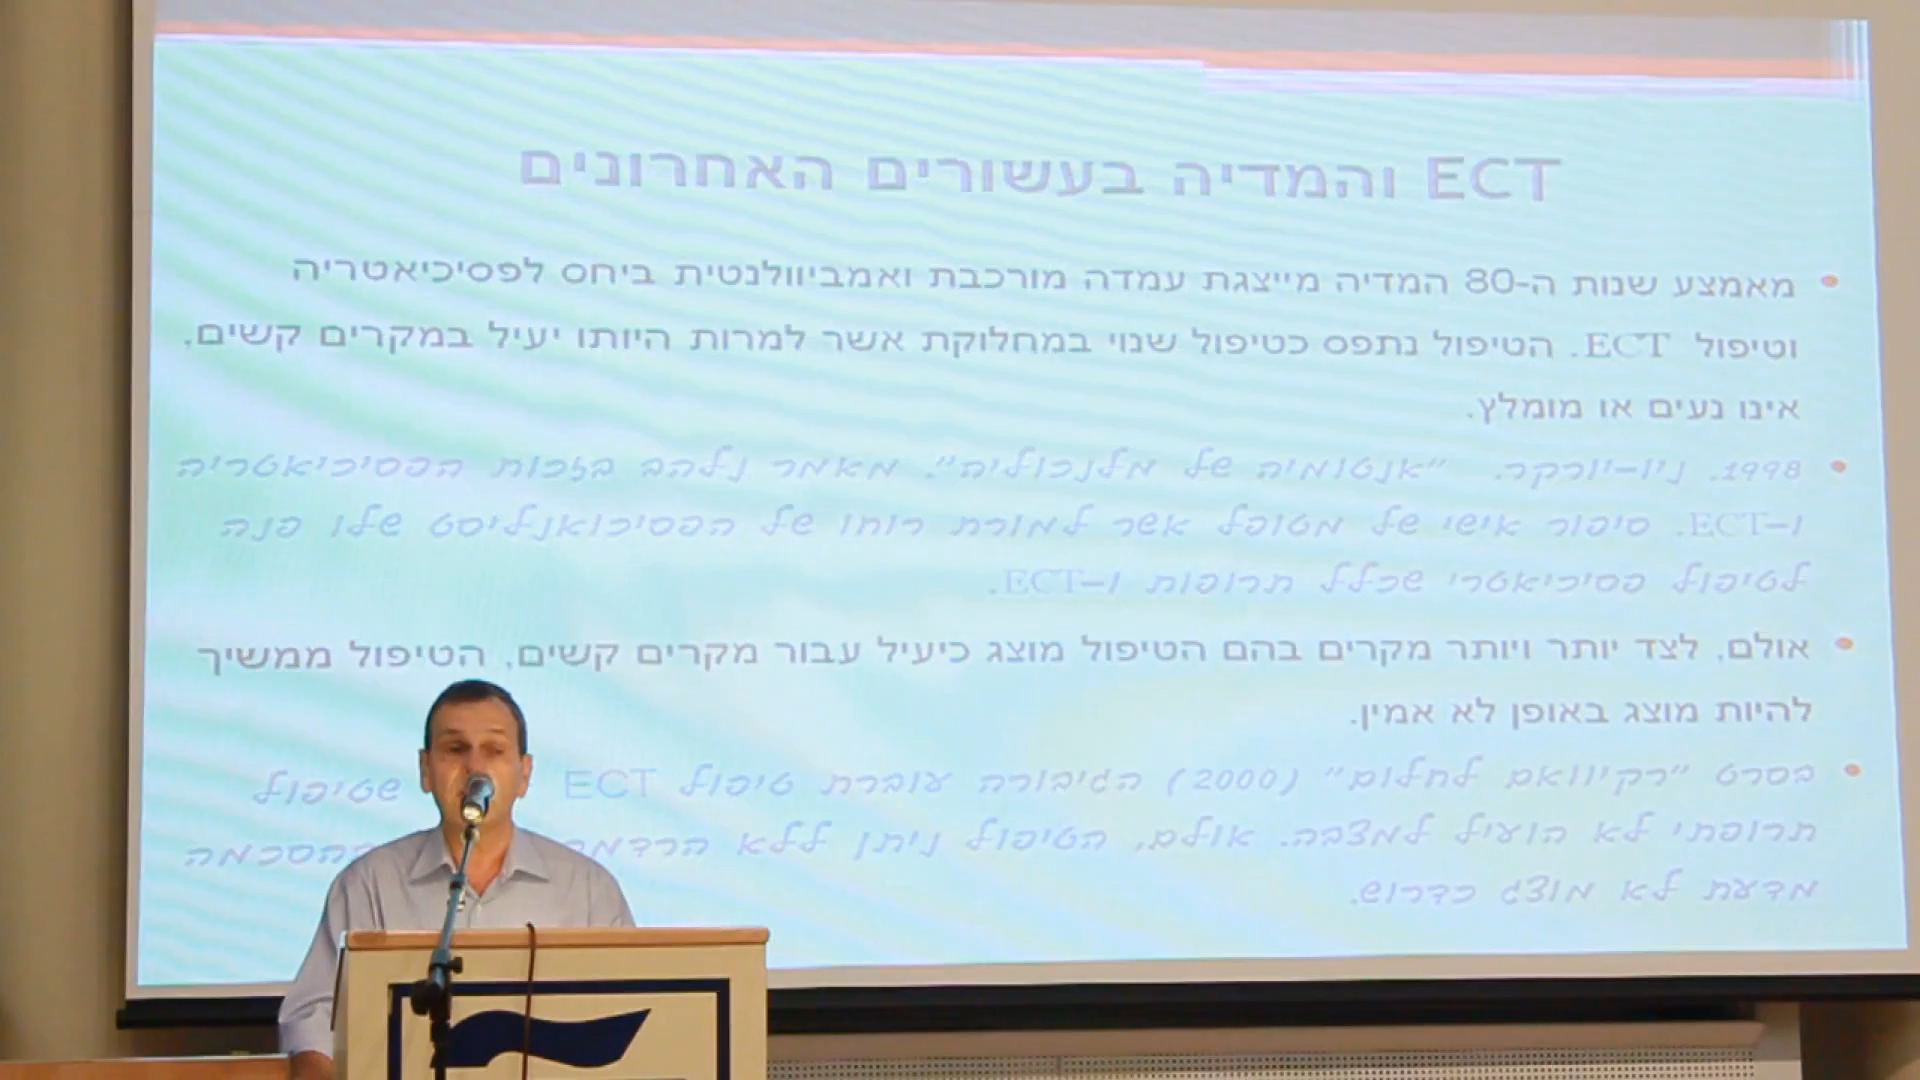 ECT והמדיה בעשורים האחרונים
מאמצע שנות ה-80 המדיה מייצגת עמדה מורכבת ואמביוולנטית ביחס לפסיכיאטריה
וטיפול ECT. הטיפול נתפס כטיפול שנוי במחלוקת אשר למרות היותו יעיל במקרים קשים,
אינו נעים או מומלץ.
1998. ניו-יורקר. "אנטומיה של מלנכוליה". מאמר נלהב בזכות הפסיכיאטריה
ו-ECT. סיפור אישי של מטופל אשר למורת רוחו של הפסיכואנליסט שלו פנה
לטיפול פסיכיאטרי שכלל תרופות ו-ECT.
אולם, לצד יותר ויותר מקרים בהם הטיפול מוצג כיעיל עבור מקרים קשים, הטיפול ממשיך
להיות מוצג באופן לא אמין.
בסרט "רקיוואם לחלום" (2000) הגיבורה עוברת טיפול ECT שטיפול
תרופתי לא הועיל למצבה. אולם, הטיפול ניתן ללא
מדעת לא מוצג כדרוש.